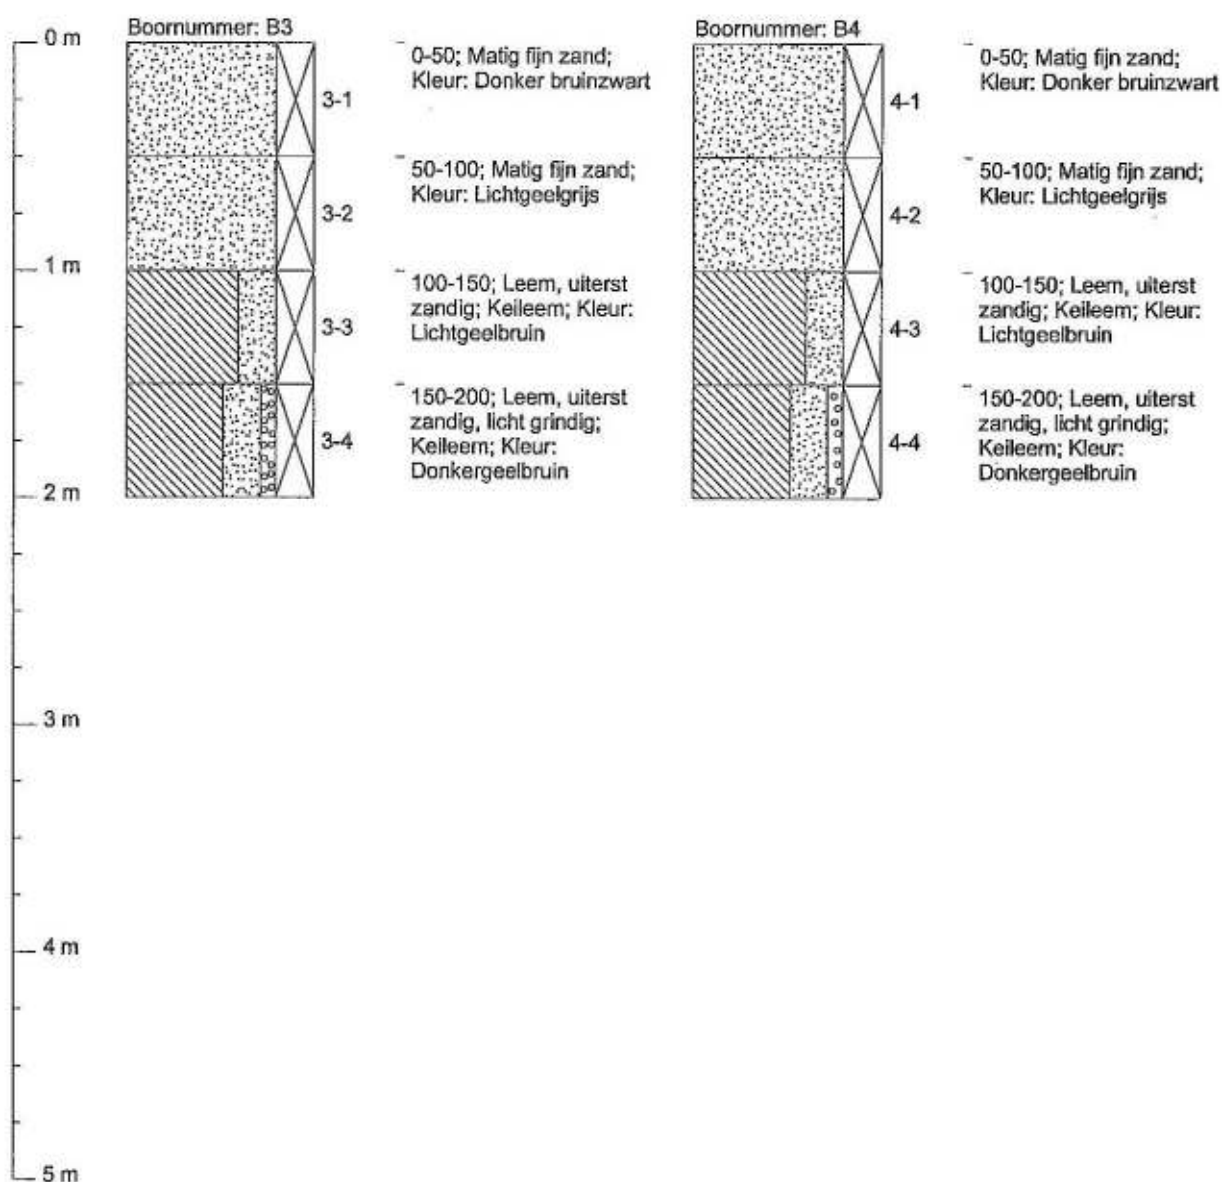 0 m
1 m
2 m
3 m
4 m
5 m
Boornummer: B3
3-1
3-2
3-3
3-4
0-50; Matig fijn zand;
Kleur: Donker bruinzwart
50-100; Matig fijn zand;
Kleur: Lichtgeelgrijs
100-150; Leem, uiterst
zandig; Keileem; Kleur:
Lichtgeelbruin
150-200; Leem, uiterst
zandig, licht grindig;
Keileem; Kleur:
Donkergeelbruin
Boornummer: B4
4-1
4-2
4-3
4-4
0-50; Matig fijn zand;
Kleur: Donker bruinzwart
50-100; Matig fijn zand;
Kleur: Lichtgeelgrijs
100-150; Leem, uiterst
zandig; Keileem; Kleur:
Lichtgeelbruin
150-200; Leem, uiterst
zandig, licht grindig;
Keileem; Kleur:
Donkergeelbruin